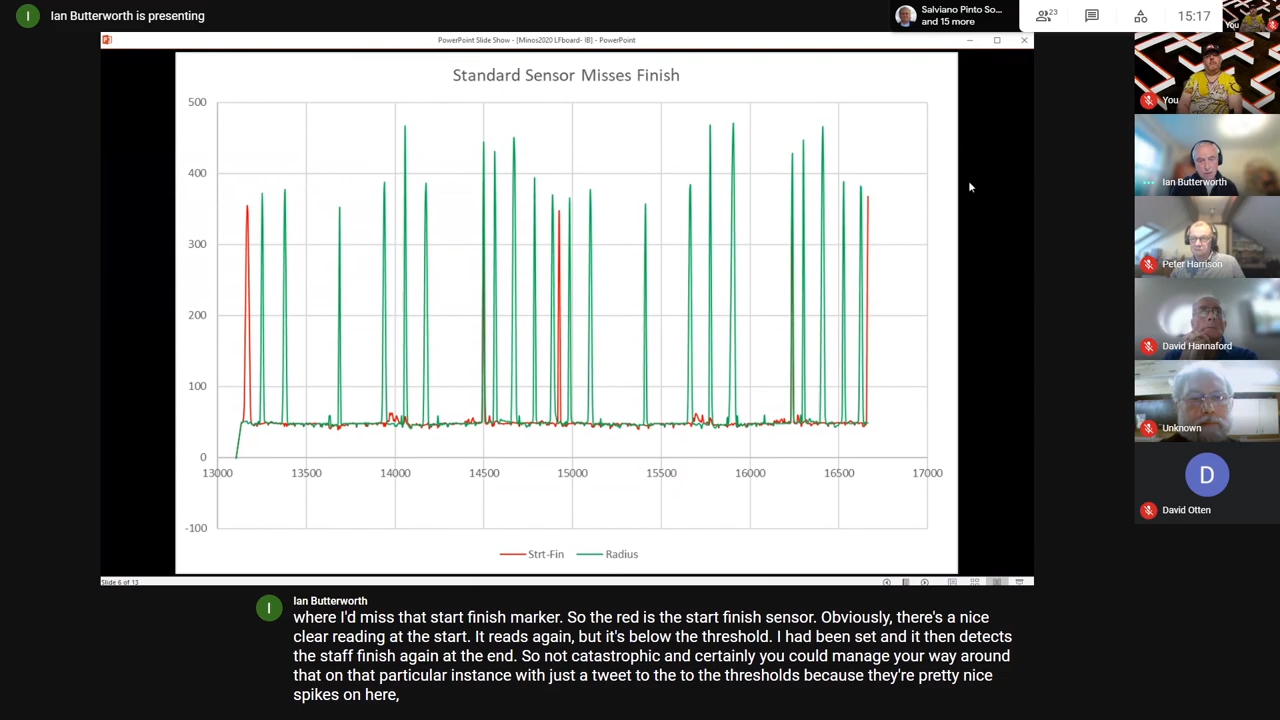 I
Ian Butterworth is presenting
Salviano Pinto So...
and 15 more
23
15:17
You
PowerPoint Slide Show - [Minos2020 LFboard- IB] - PowerPoint
Standard Sensor Misses Finish
500
400
300
200
100
0
-100
13000
13500
14000
14500
15000
15500
16000
16500
17000
Strt-Fin
Radius
Slide 6 of 13
You
Ian Butterworth
Peter Harrison
David Hannaford
Unknown
D
David Otten
I
Ian Butterworth
where I'd miss that start finish marker. So the red is the start finish sensor. Obviously, there's a nice
clear reading at the start. It reads again, but it's below the threshold. I had been set and it then detects
the staff finish again at the end. So not catastrophic and certainly you could manage your way around
that on that particular instance with just a tweet to the to the thresholds because they're pretty nice
spikes on here,